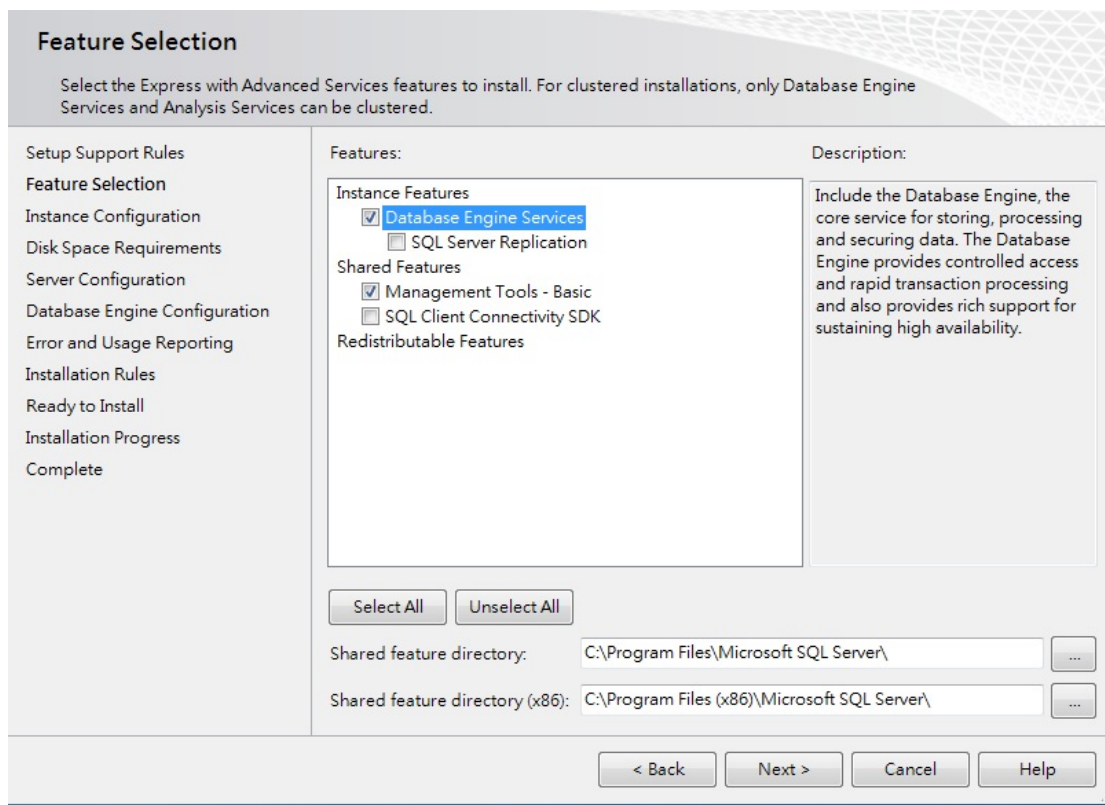 Feature Selection
Select the Express with Advanced Services features to install. For clustered installations, only Database Engine
Services and Analysis Services can be clustered.
Setup Support Rules
Feature Selection
Instance Configuration
Disk Space Requirements
Server Configuration
Database Engine Configuration
Error and Usage Reporting
Installation Rules
Ready to Install
Installation Progress
Complete
Features:
Instance Features
Database Engine Services
SQL Server Replication
Shared Features
Management Tools - Basic
SQL Client Connectivity SDK
Redistributable Features
Description:
Include the Database Engine, the
core service for storing, processing
and securing data. The Database
Engine provides controlled access
and rapid transaction processing
and also provides rich support for
sustaining high availability.
Select All
Unselect All
Shared feature directory:
C:\Program Files\Microsoft SQL Server\
...
Shared feature directory (x86):
C:\Program Files (x86)\Microsoft SQL Server\
...
< Back
Next >
Cancel
Help